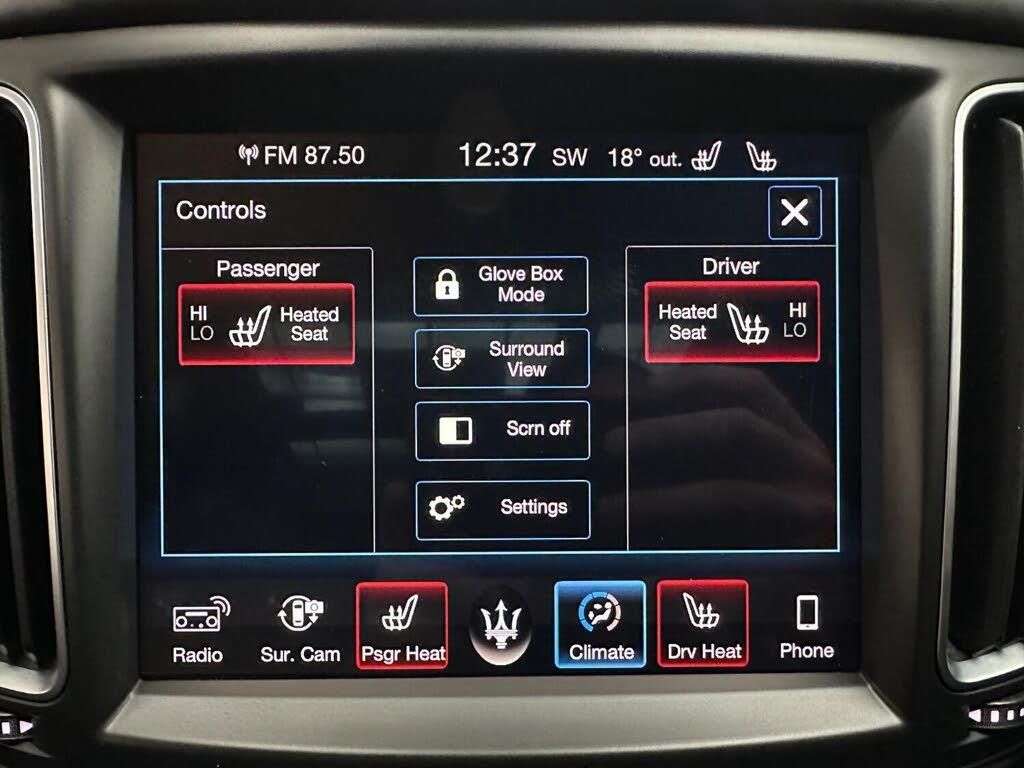 FM 87.50 12:37 SW 18° out.
Controls
Passenger
HI
LO
Heated
Seat
Glove Box
Mode
Surround
View
Scrn off
Settings
Driver
Heated
Seat
HI
LO
Radio Sur. Cam Psgr Heat Climate Drv Heat Phone